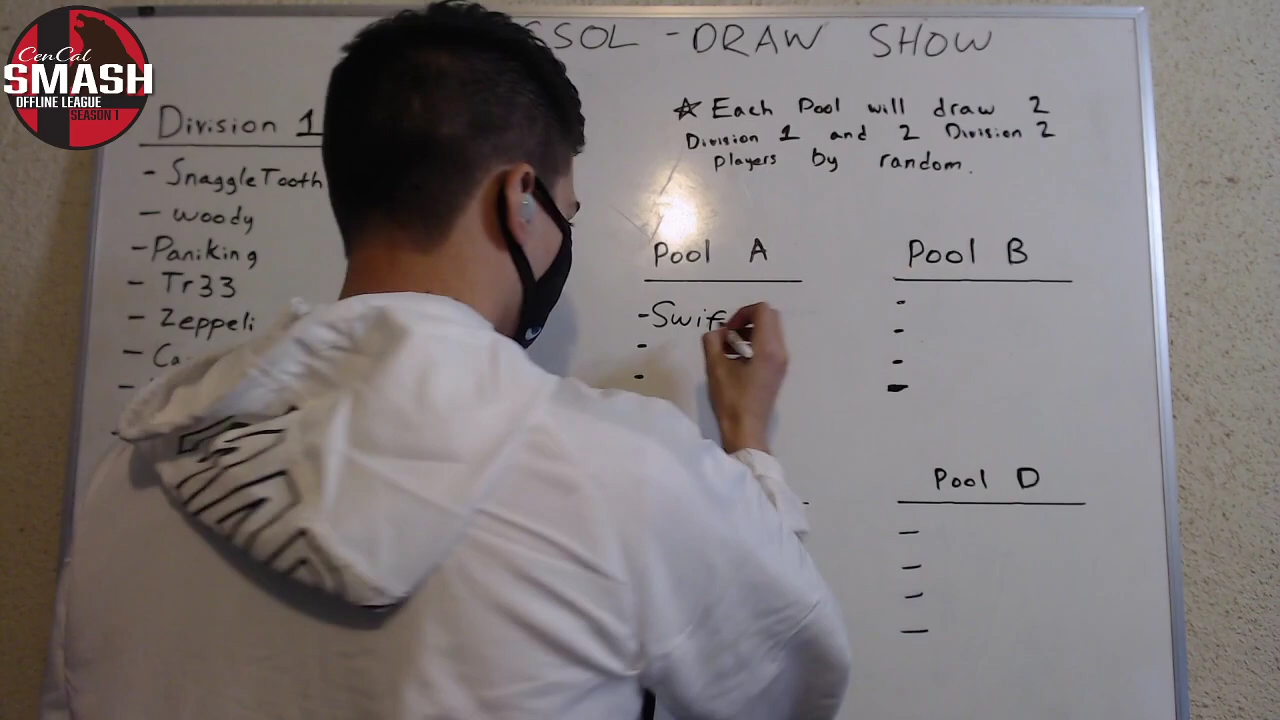 CenCal
SMASH
OFFLINE LEAGUE
SEASON 1
SSOL - DRAW SHOW
Division 1
- SnaggleTooth
- Woody
- Paniking
- Tr33
- Zeppeli
☆ Each Pool will draw 2
Division 1 and 2 Division 2
players by random.
Pool A
- Swif
Pool B
Pool D